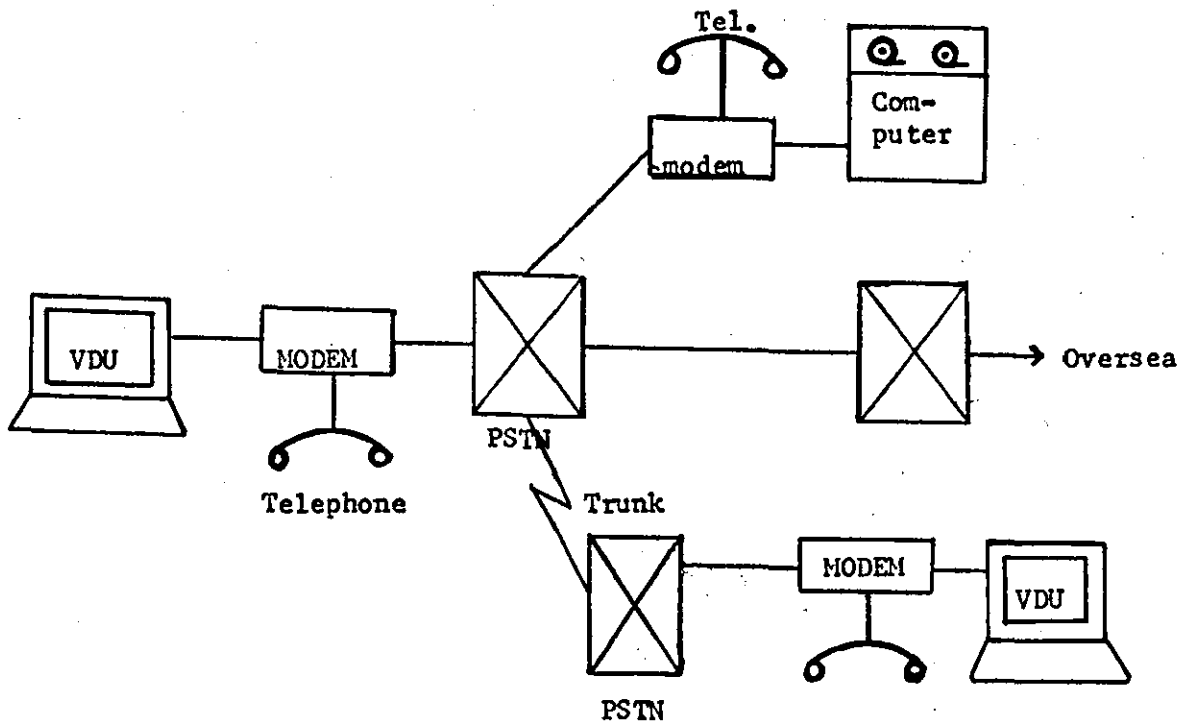 Tel.
Com-
puter
modem
VDU
MODEM
PSTN
Oversea
Telephone
Trunk
MODEM
VDU
PSTN